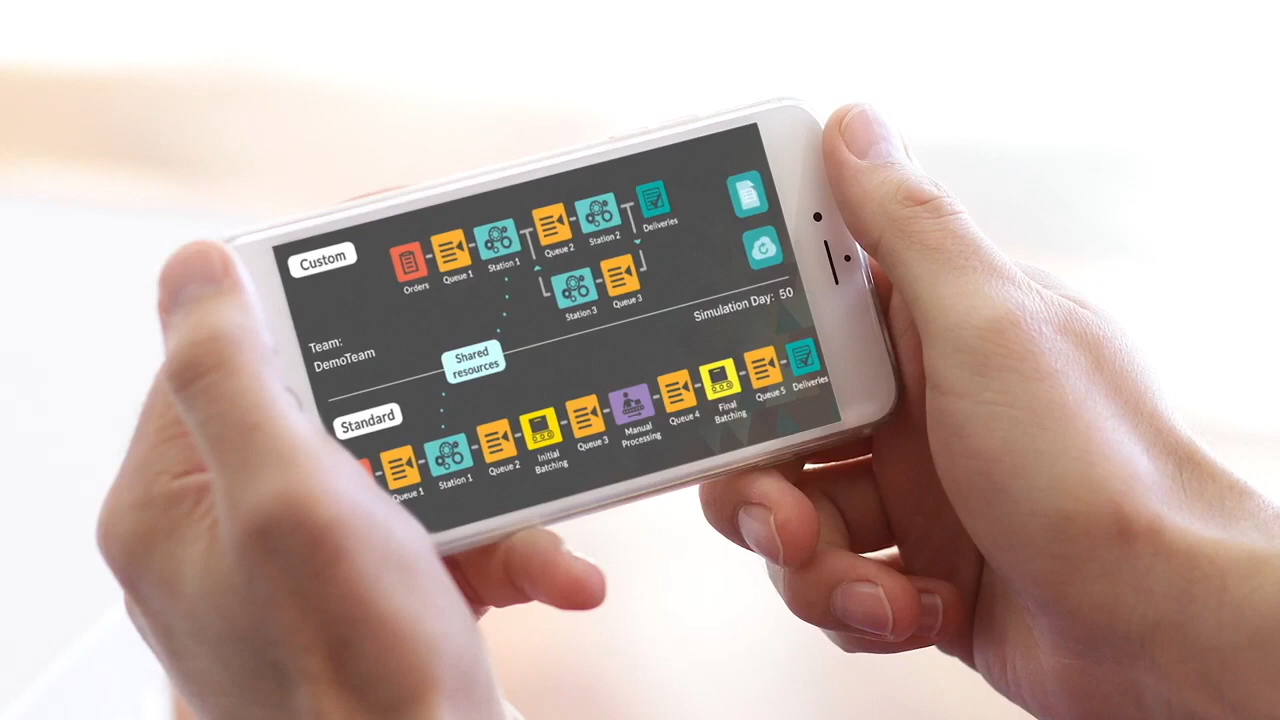 Custom
Orders
Queue 1
Station 1
Queue 2
Station 2
Deliveries
Station 3
Queue 3
Team:
DemoTeam
Shared
resources
Simulation Day: 50
Standard
Queue 1
Station 1
Queue 2
Initial
Batching
Queue 3
Manual
Processing
Queue 4
Final
Batching
Queue 5
Deliveries